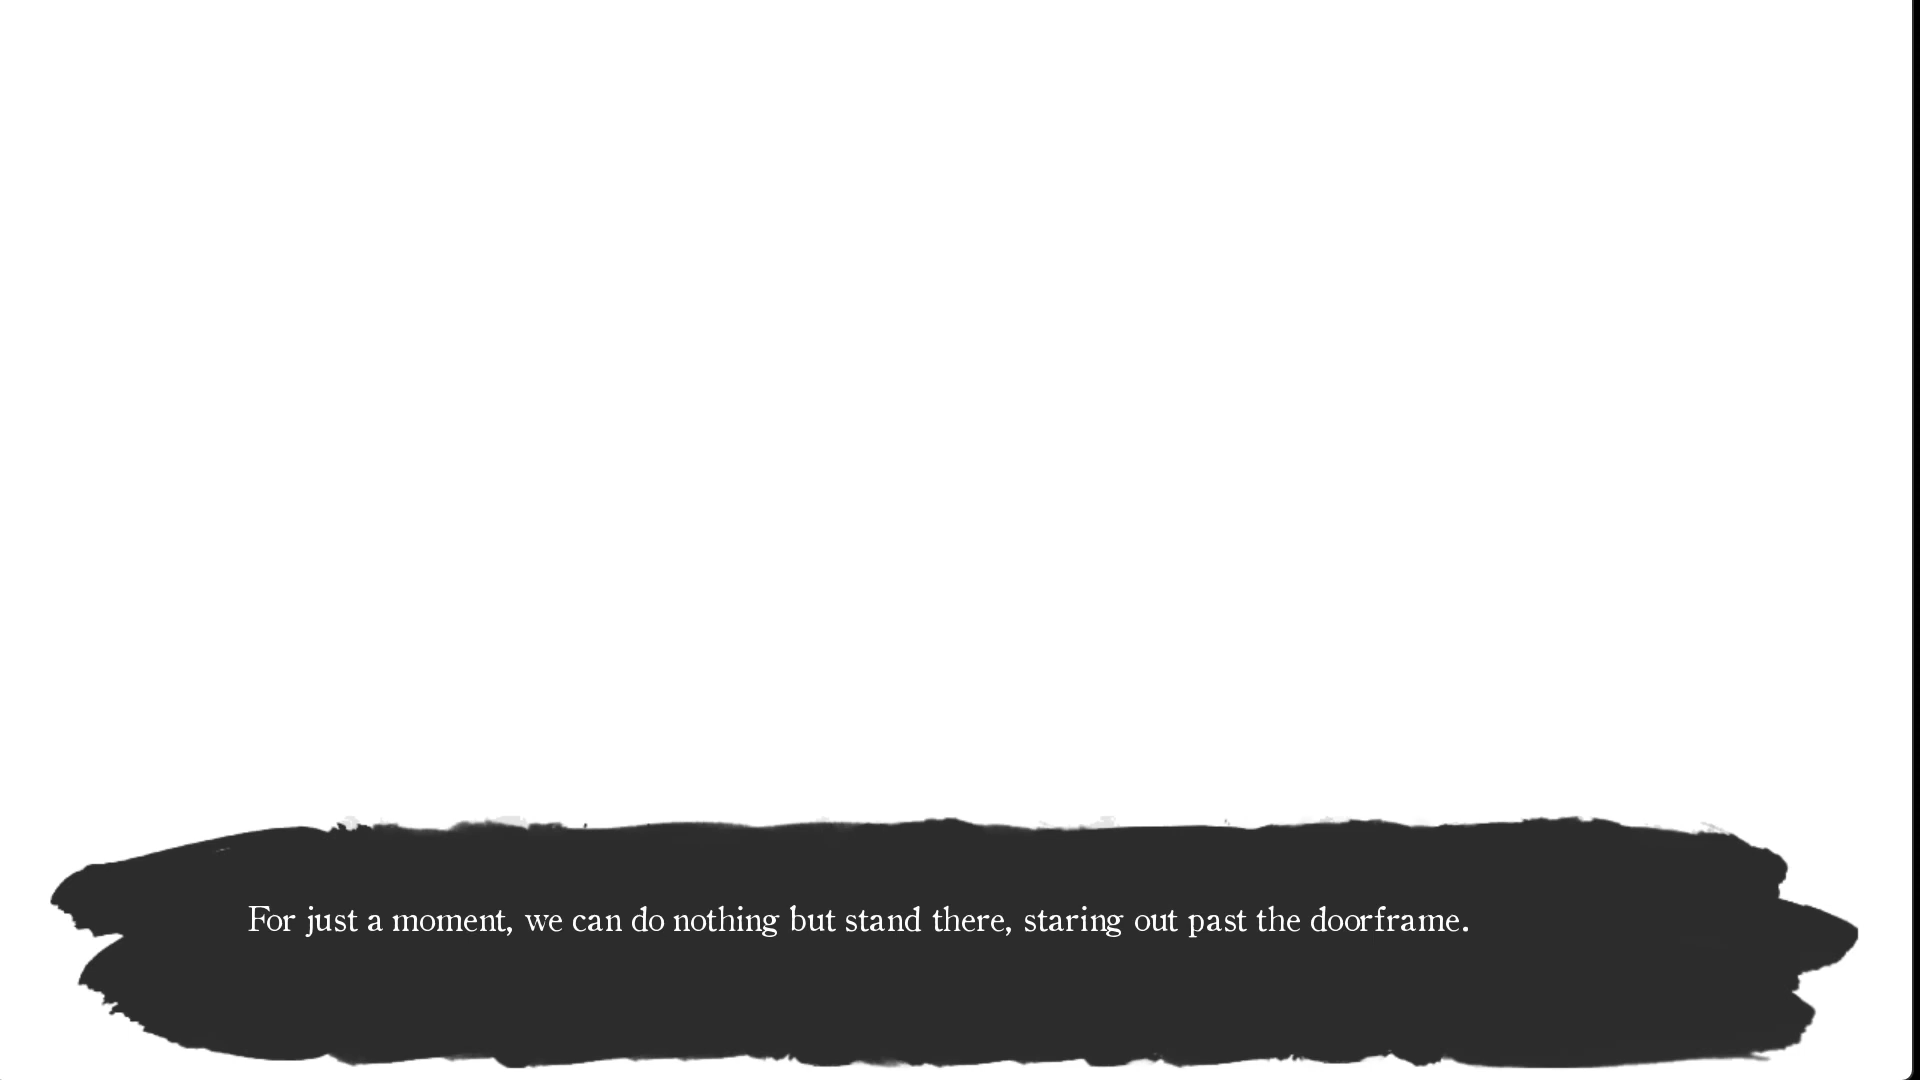 For just a moment, we can do nothing but stand there, staring out past the doorframe.